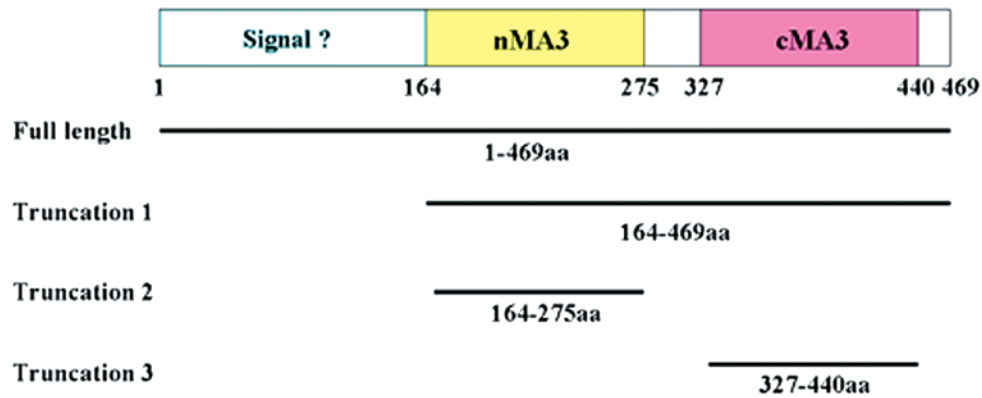 Signal ? nMA3 cMA3
1 164 275 327 440 469
Full length
1-469aa
Truncation 1
164-469aa
Truncation 2
164-275aa
Truncation 3
327-440aa